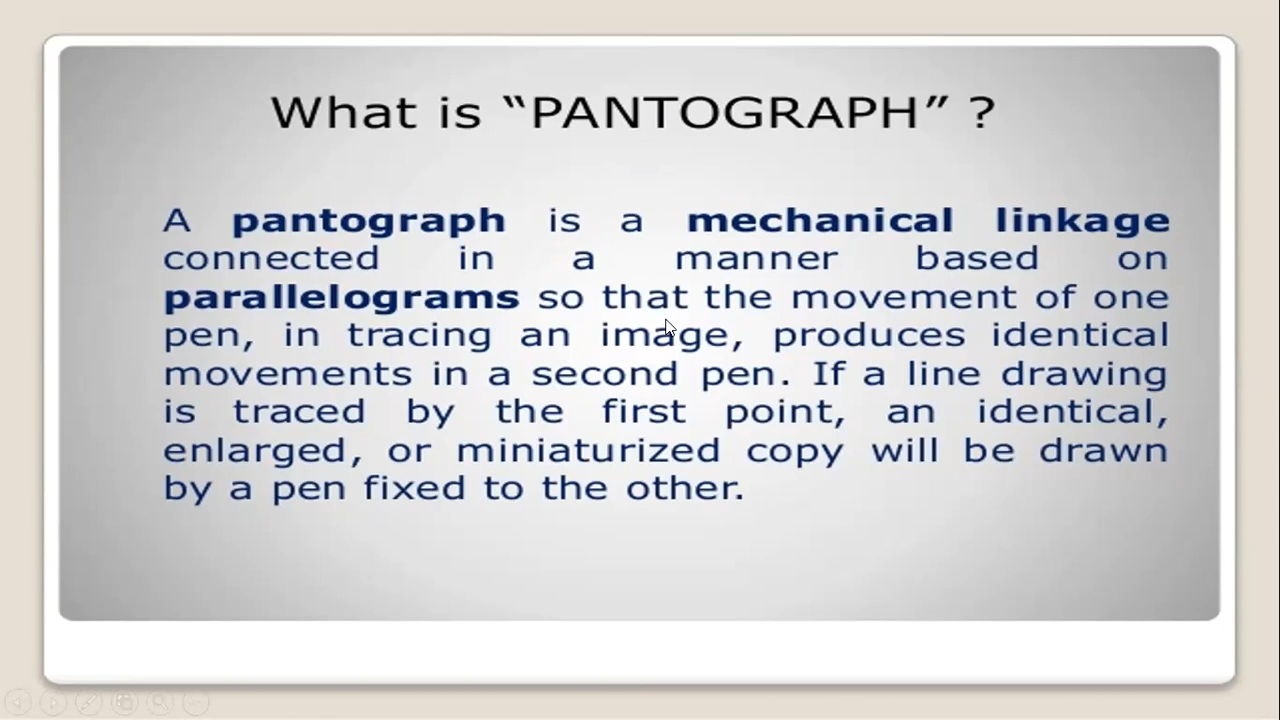 What is “PANTOGRAPH” ?
A pantograph is a mechanical linkage
connected in a manner based on
parallelograms so that the movement of one
pen, in tracing an image, produces identical
movements in a second pen. If a line drawing
is traced by the first point, an identical,
enlarged, or miniaturized copy will be drawn
by a pen fixed to the other.